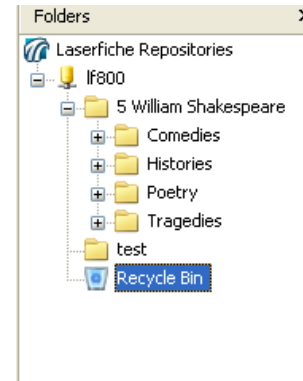 Folders
Laserfiche Repositories
lf800
5 William Shakespeare
Comedies
Histories
Poetry
Tragedies
test
Recycle Bin